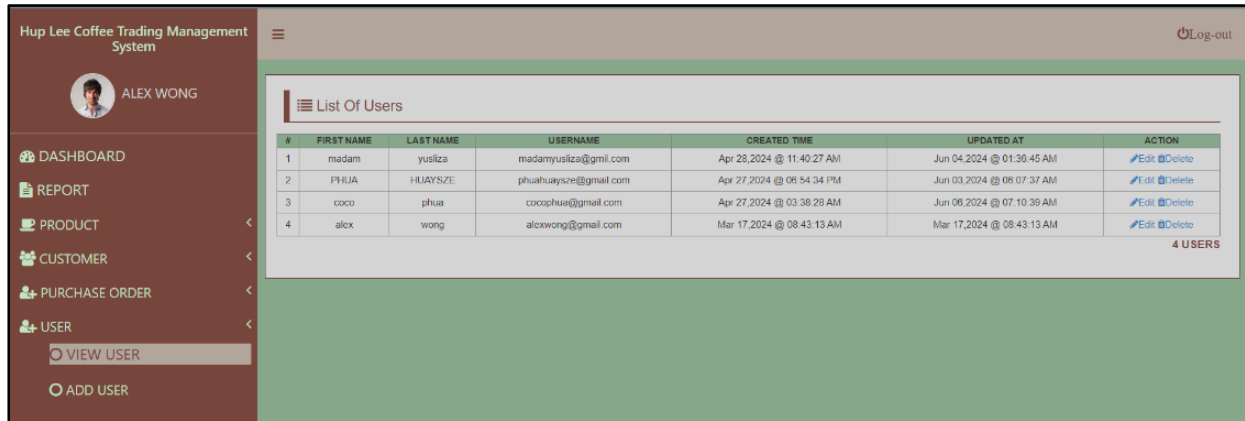 Hup Lee Coffee Trading Management
System
ALEX WONG
DASHBOARD
REPORT
PRODUCT
CUSTOMER
PURCHASE ORDER
USER
VIEW USER
ADD USER
Log-out
List Of Users
# FIRST NAME LAST NAME USERNAME CREATED TIME UPDATED AT ACTION
1 madam yusliza madamyusliza@gmil.com Apr 28,2024 @ 11:40:27 AM Jun 04,2024 @ 01:36:45 AM Edit Delete
2 PHUA HUAYSZE phuahuaysze@gmail.com Apr 27,2024 @ 06:54:34 PM Jun 03,2024 @ 06:07:37 AM Edit Delete
3 coco phua cocophua@gmail.com Apr 27,2024 @ 03:38:28 AM Jun 06,2024 @ 07:10:39 AM Edit Delete
4 alex wong alexwong@gmail.com Mar 17,2024 @ 08:43:13 AM Mar 17,2024 @ 08:43:13 AM Edit Delete
4 USERS